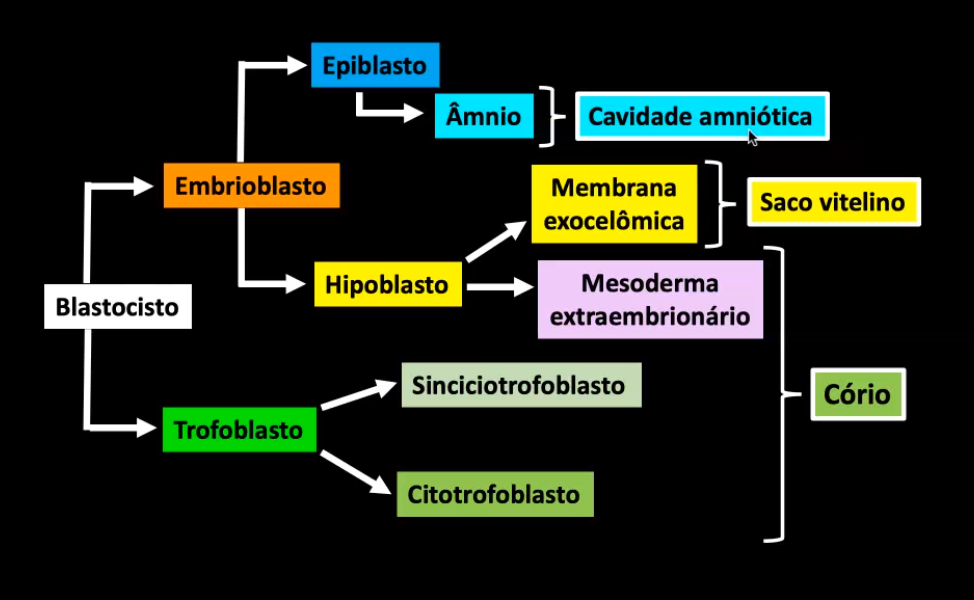 Epiblasto
Âmnio
Cavidade amniótica
Embrioblasto
Membrana
exocelômica
Saco vitelino
Hipoblasto
Mesoderma
extraembrionário
Blastocisto
Sinciciotrofoblasto
Cório
Trofoblasto
Citotrofoblasto